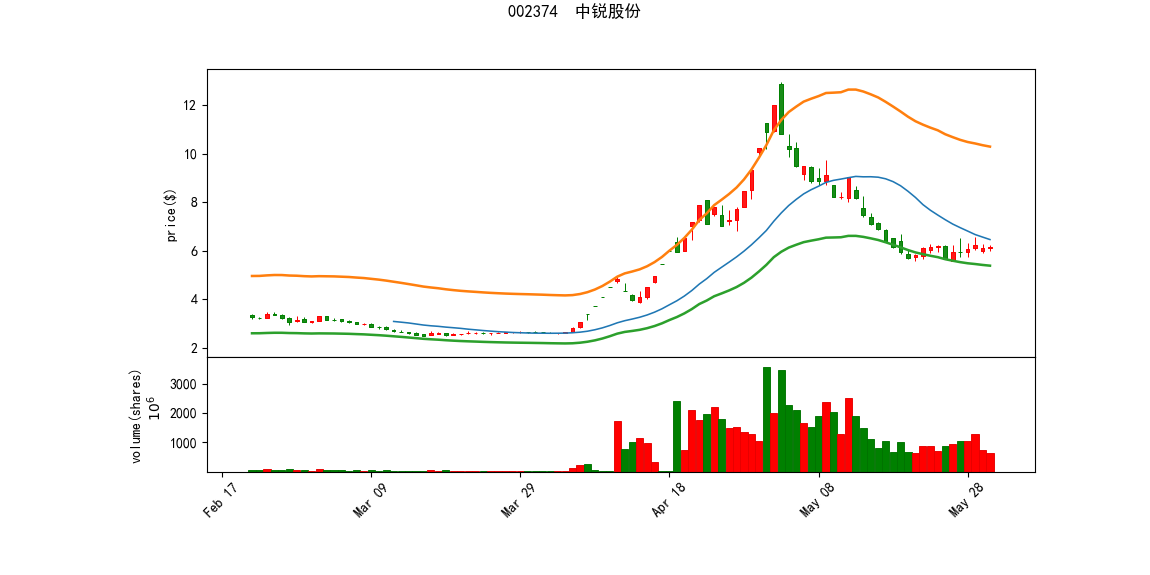 002374 中锐股份
price($)
12
10
8
6
4
2
volume(shares)
10^6
3000
2000
1000
Feb 17
Mar 09
Mar 29
Apr 18
May 08
May 28